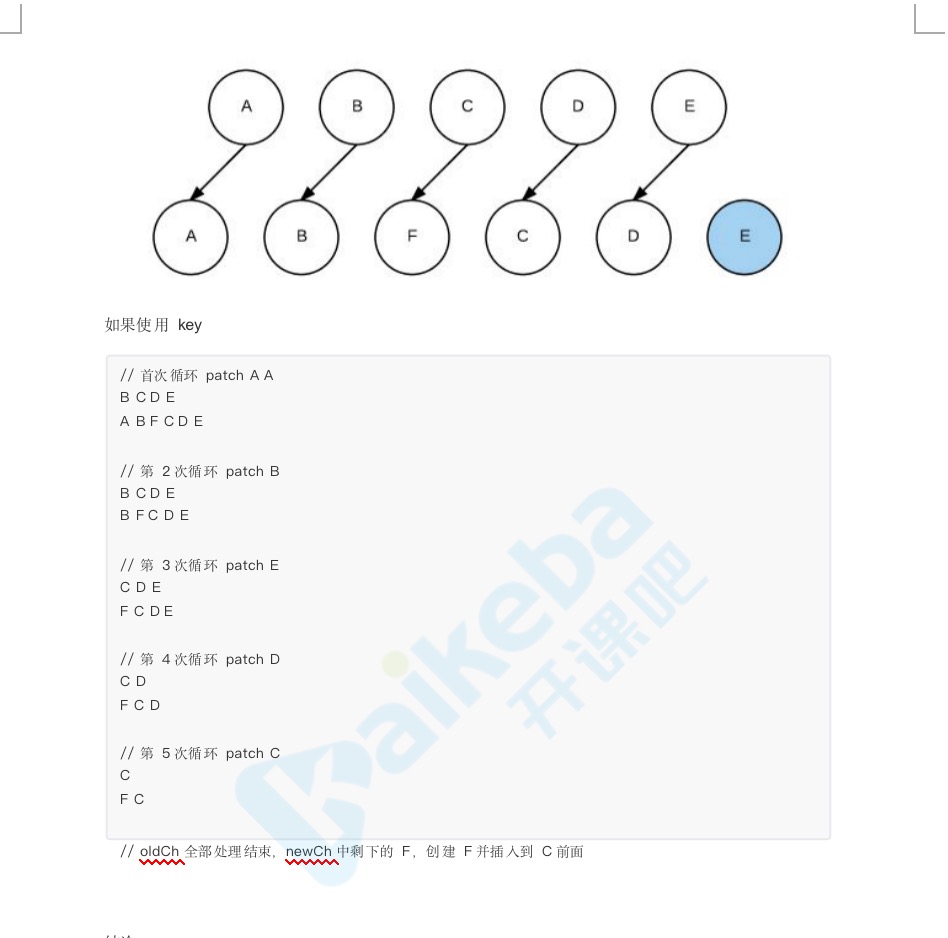 A B C D E
A B F C D E
如果使用 key
// 首次循环 patch A A
B C D E
A B F C D E
// 第 2 次循环 patch B
B C D E
B F C D E
// 第 3 次循环 patch E
C D E
F C D E
// 第 4 次循环 patch D
C D
F C D
// 第 5 次循环 patch C
C
F C
// oldCh 全部处理结束, newCh 中剩下的 F, 创建 F 并插入到 C 前面
kaikeba
开课吧